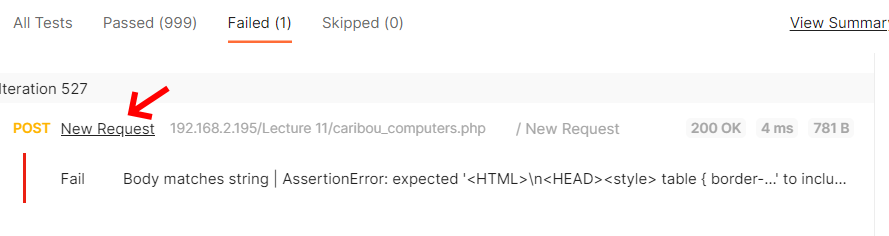 All Tests Passed (999) Failed (1) Skipped (0) View Summar
Iteration 527
POST New Request 192.168.2.195/Lecture 11/caribou_computers.php / New Request 200 OK 4 ms 781 B
Fail Body matches string | AssertionError: expected '<HTML>\n<HEAD><style> table { border-...' to inclu...